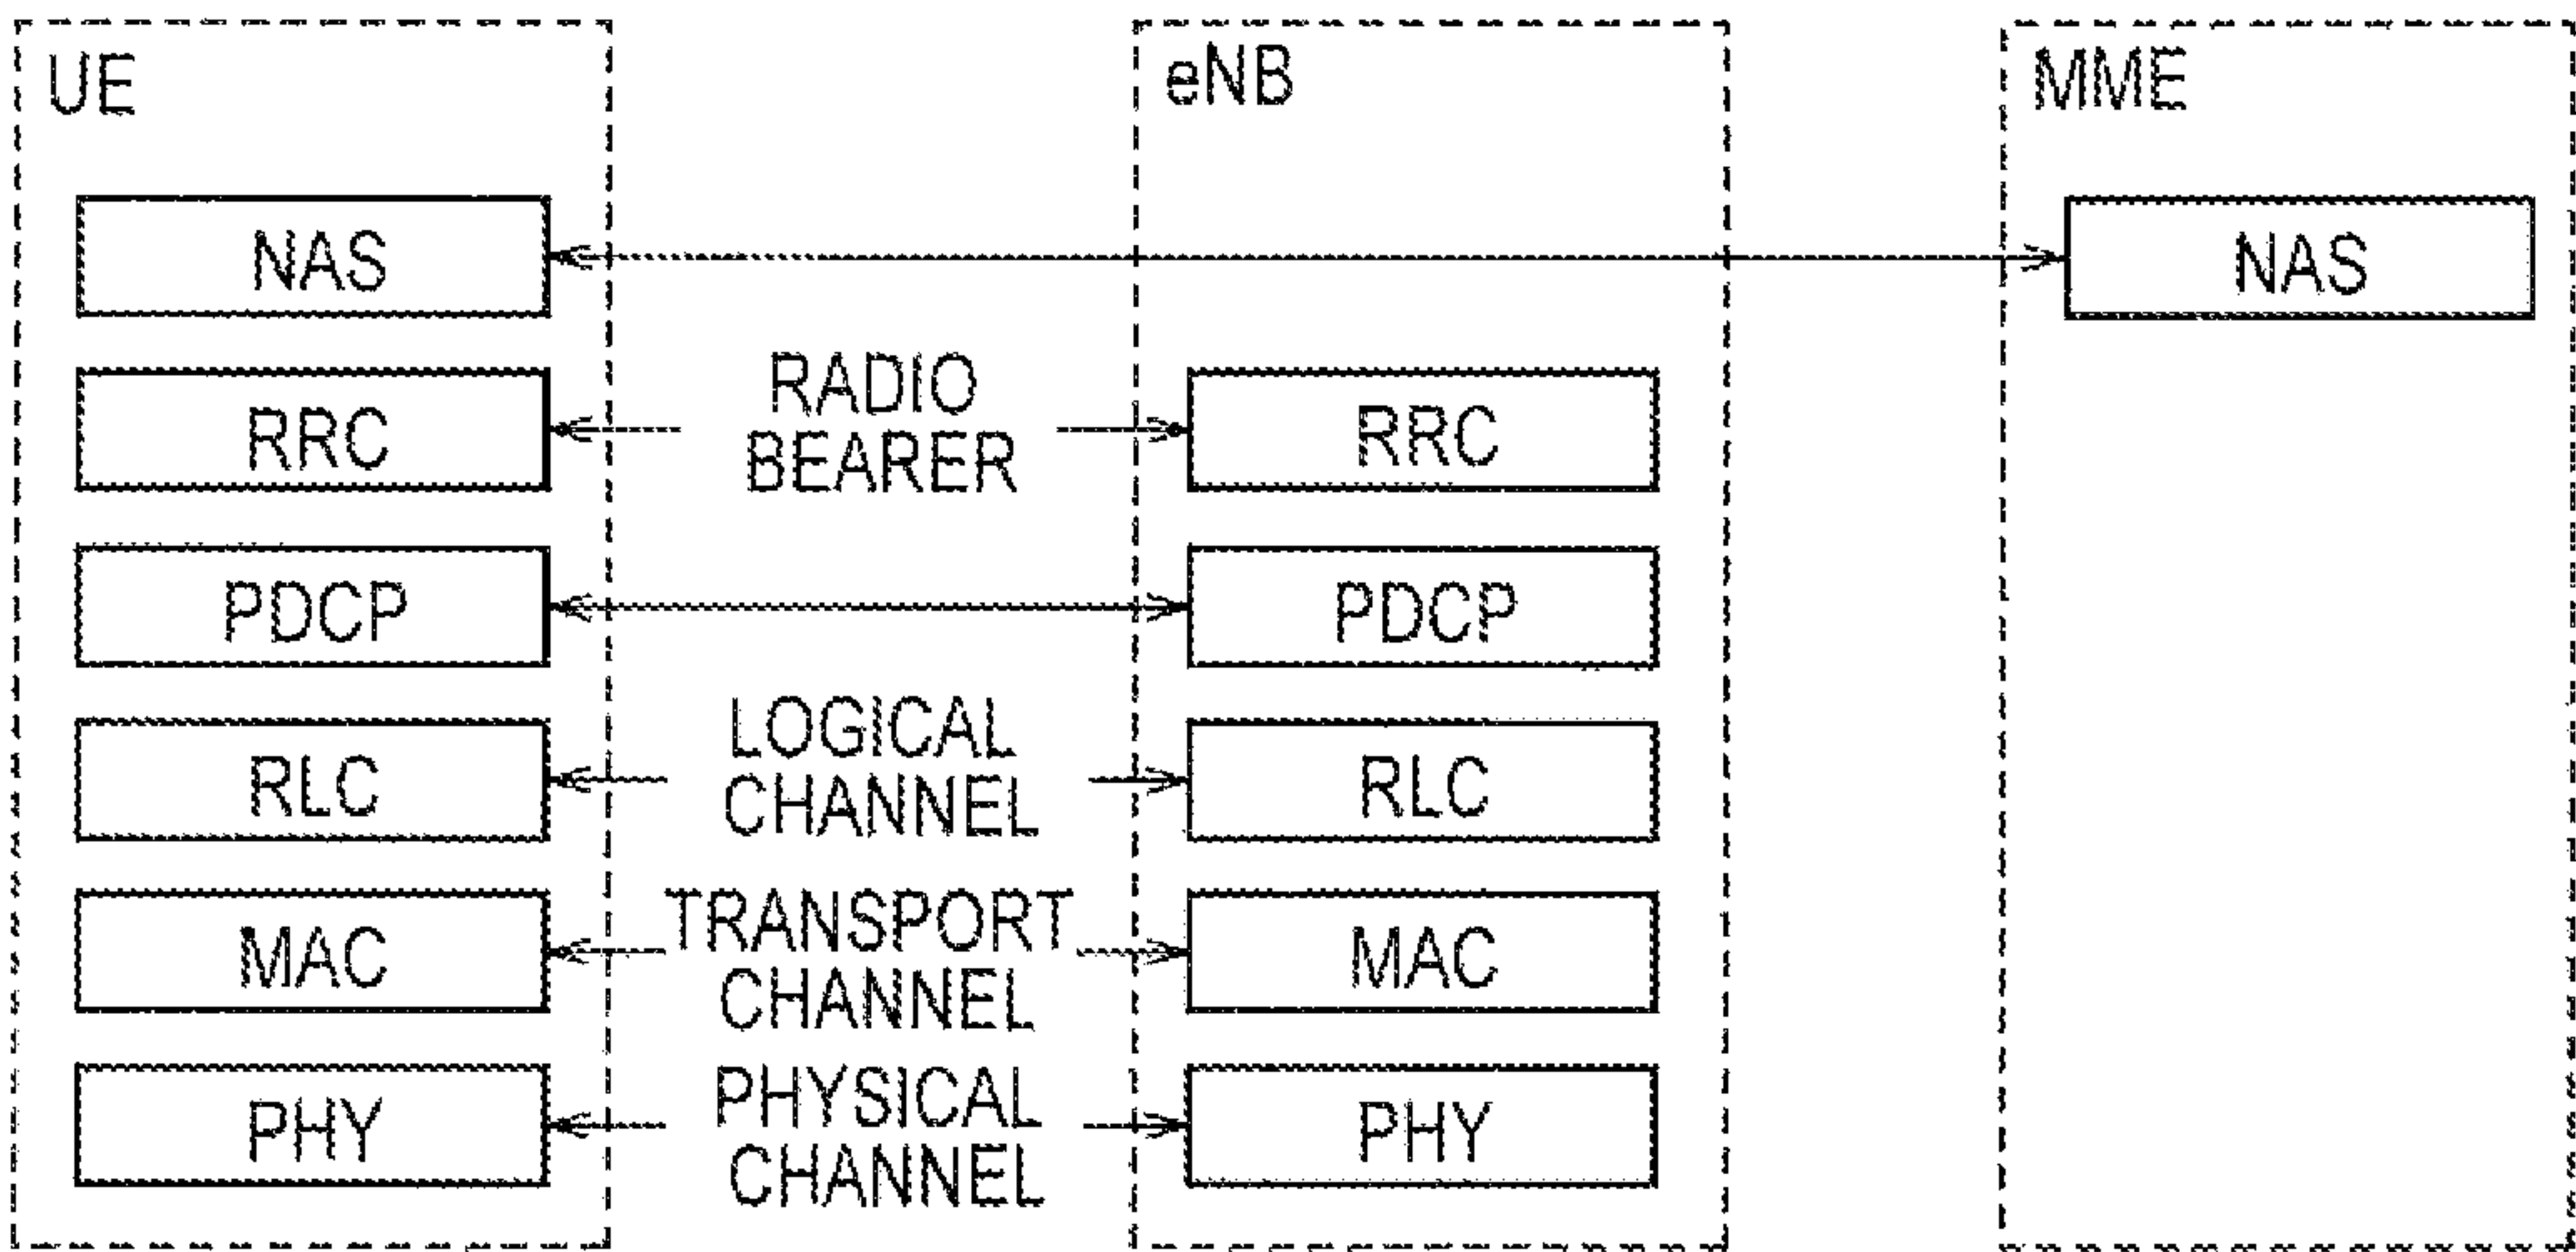 UE
eNB
MME
NAS
NAS
RADIO
BEARER
RRC
RRC
PDCP
PDCP
LOGICAL
CHANNEL
RLC
RLC
TRANSPORT
CHANNEL
MAC
MAC
PHYSICAL
CHANNEL
PHY
PHY